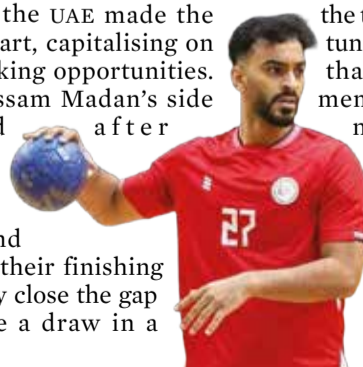 the UAE made the
art, capitalising on
king opportunities.
ssam Madan's side
after
nd
their finishing
close the gap
e a draw in a
the
tun
tha
men
27